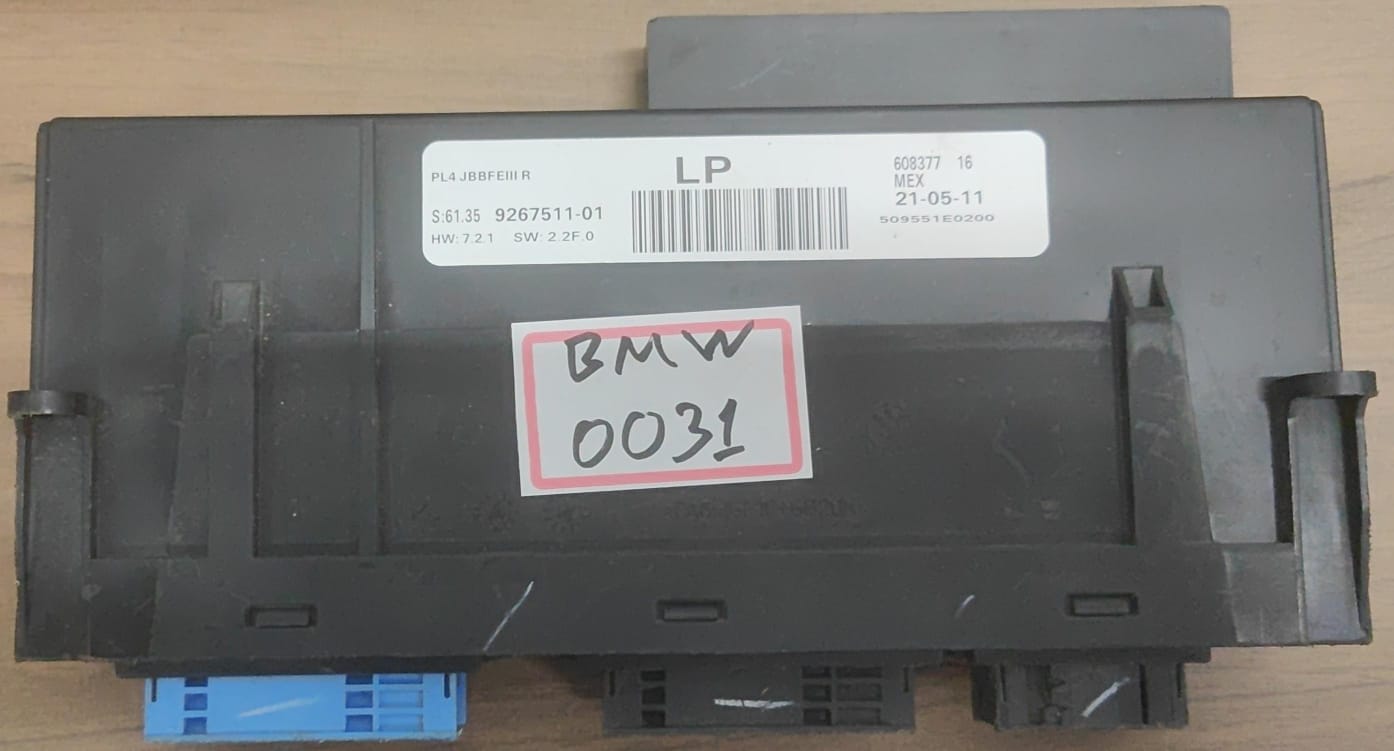 PL4 JBBFEIII R
S:61.35 9267511-01
HW: 7.2.1 SW: 2.2F.0
LP
608377 16
MEX
21-05-11
509551E0200
BMW
0031